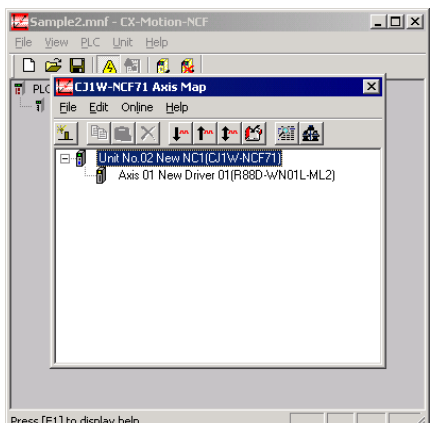 Sample2.mnf - CX-Motion-NCF
File View PLC Unit Help
PLC
CJ1W-NCF71 Axis Map
File Edit Online Help
Unit No.02 New NC1(CJ1W-NCF71)
Axis 01 New Driver 01(R88D-WN01L-ML2)
Press [F1] to display help